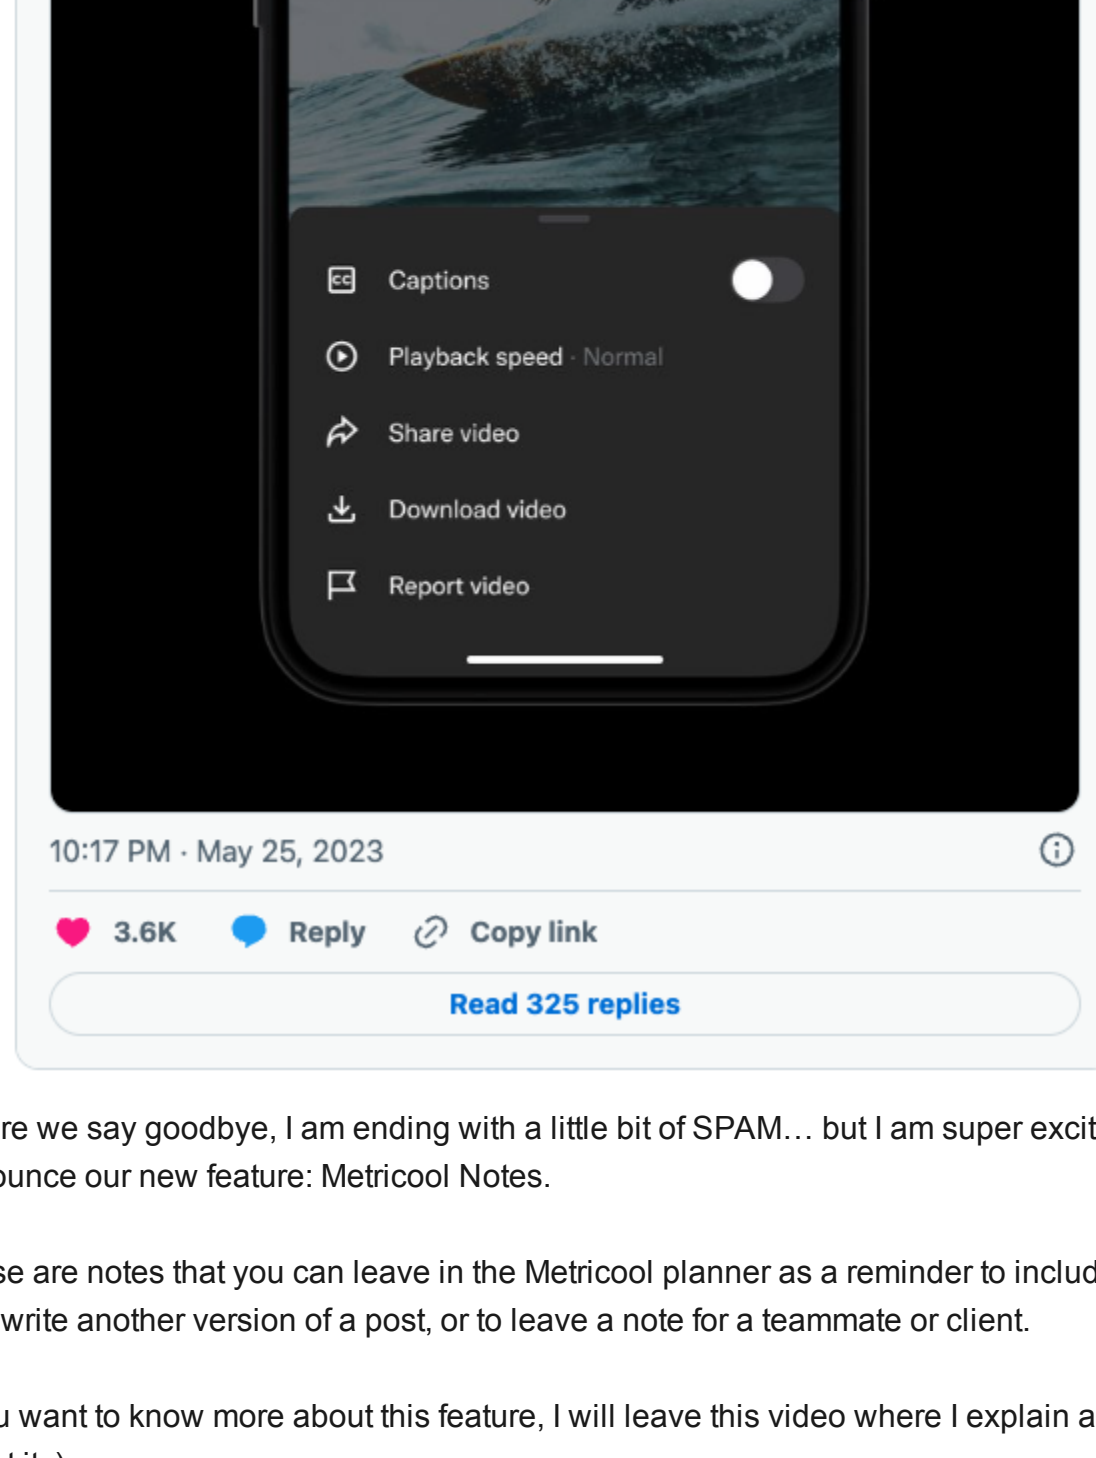 CC Captions
Playback speed · Normal
Share video
Download video
Report video
10:17 PM · May 25, 2023
3.6K Reply Copy link
Read 325 replies
re we say goodbye, I am ending with a little bit of SPAM… but I am super excit
ounce our new feature: Metricool Notes.
se are notes that you can leave in the Metricool planner as a reminder to includ
write another version of a post, or to leave a note for a teammate or client.
u want to know more about this feature, I will leave this video where I explain a